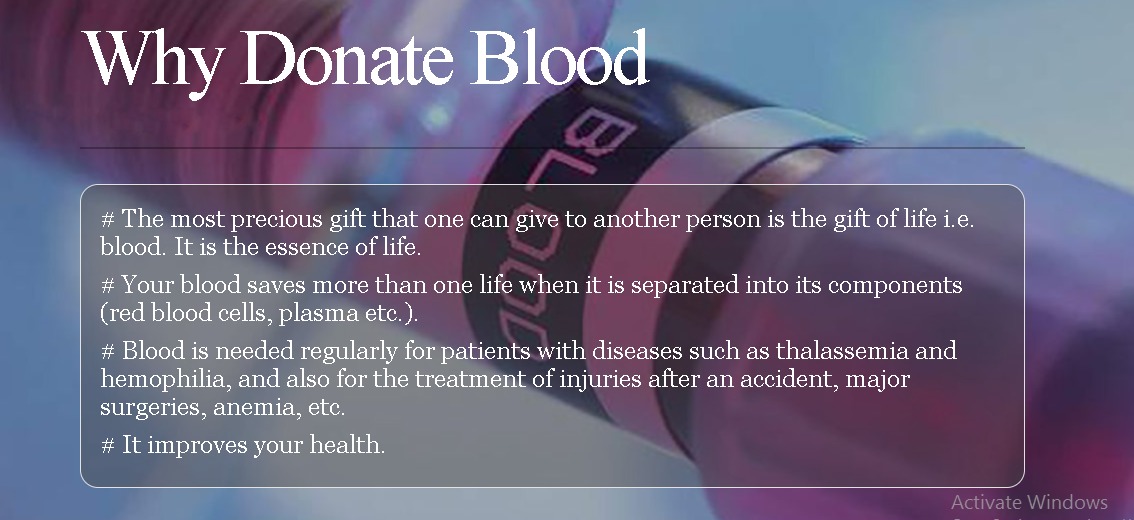 Why Donate Blood
BLOOD
# The most precious gift that one can give to another person is the gift of life i.e.
blood. It is the essence of life.
# Your blood saves more than one life when it is separated into its components
(red blood cells, plasma etc.).
# Blood is needed regularly for patients with diseases such as thalassemia and
hemophilia, and also for the treatment of injuries after an accident, major
surgeries, anemia, etc.
# It improves your health.
Activate Windows